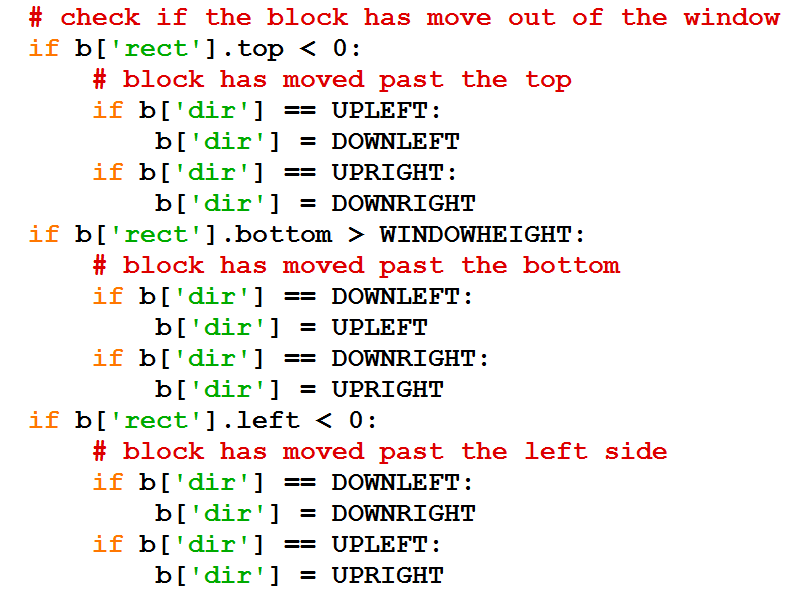 # check if the block has move out of the window
if b['rect'].top < 0:
    # block has moved past the top
    if b['dir'] == UPLEFT:
        b['dir'] = DOWNLEFT
    if b['dir'] == UPRIGHT:
        b['dir'] = DOWNRIGHT
if b['rect'].bottom > WINDOWHEIGHT:
    # block has moved past the bottom
    if b['dir'] == DOWNLEFT:
        b['dir'] = UPLEFT
    if b['dir'] == DOWNRIGHT:
        b['dir'] = UPRIGHT
if b['rect'].left < 0:
    # block has moved past the left side
    if b['dir'] == DOWNLEFT:
        b['dir'] = DOWNRIGHT
    if b['dir'] == UPLEFT:
        b['dir'] = UPRIGHT